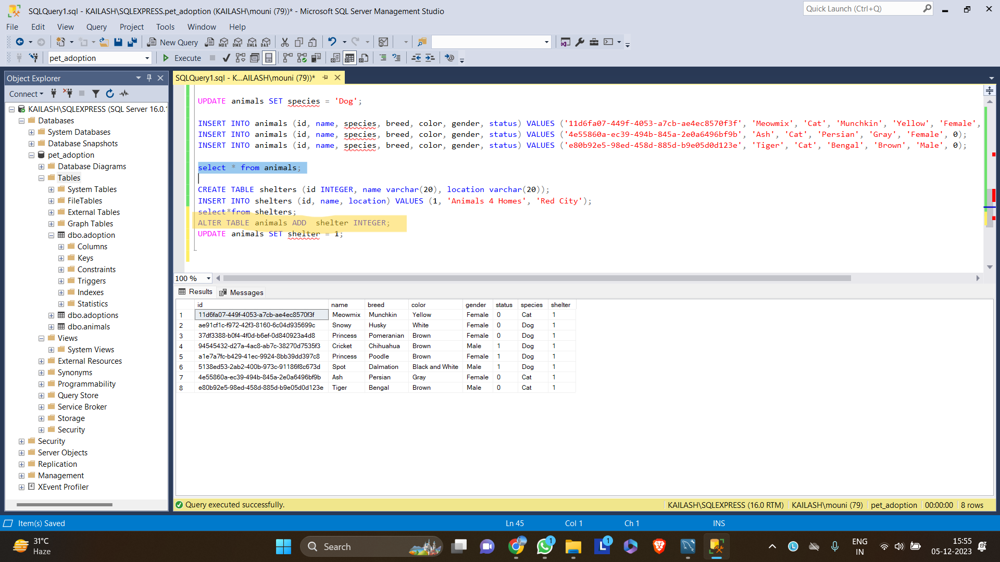 SQLQuery1.sql - KAILASH\SQLEXPRESS.pet_adoption (KAILASH\mouni (79))* - Microsoft SQL Server Management Studio
Quick Launch (Ctrl+Q)
File Edit View Query Project Tools Window Help
New Query MDX DMX XMLA DAX
pet_adoption Execute
Object Explorer
Connect
KAILASH\SQLEXPRESS (SQL Server 16.0.1
Databases
System Databases
Database Snapshots
pet_adoption
Database Diagrams
Tables
System Tables
FileTables
External Tables
Graph Tables
dbo.adoption
Columns
Keys
Constraints
Triggers
Indexes
Statistics
dbo.adoptions
dbo.animals
Views
System Views
External Resources
Synonyms
Programmability
Query Store
Service Broker
Storage
Security
Security
Server Objects
Replication
Management
XEvent Profiler
SQLQuery1.sql - K...AILASH\mouni (79))*
UPDATE animals SET species = 'Dog';
INSERT INTO animals (id, name, species, breed, color, gender, status) VALUES ('11d6fa07-449f-4053-a7cb-ae4ec8570f3f', 'Meowmix', 'Cat', 'Munchkin', 'Yellow', 'Female',
INSERT INTO animals (id, name, species, breed, color, gender, status) VALUES ('4e55860a-ec39-494b-845a-2e0a6496bf9b', 'Ash', 'Cat', 'Persian', 'Gray', 'Female', 0);
INSERT INTO animals (id, name, species, breed, color, gender, status) VALUES ('e80b92e5-98ed-458d-885d-b9e05d0d123e', 'Tiger', 'Cat', 'Bengal', 'Brown', 'Male', 0);
select * from animals;
CREATE TABLE shelters (id INTEGER, name varchar(20), location varchar(20));
INSERT INTO shelters (id, name, location) VALUES (1, 'Animals 4 Homes', 'Red City');
select*from shelters;
ALTER TABLE animals ADD  shelter INTEGER;
UPDATE animals SET shelter = 1;
100 %
Results Messages
id name breed color gender status species shelter
1 11d6fa07-449f-4053-a7cb-ae4ec8570f3f Meowmix Munchkin Yellow Female 0 Cat 1
2 ae91cf1c-f972-42f3-8160-6c04d935699c Snowy Husky White Female 0 Dog 1
3 37df3388-b0f4-4f0d-b6ef-0d840923a4d8 Princess Pomeranian Brown Female 0 Dog 1
4 94545432-d27a-4ac8-ab7c-38270d7535f3 Cricket Chihuahua Brown Male 1 Dog 1
5 a1e7a7fc-b429-41ec-9924-8bb39dd397c8 Princess Poodle Brown Female 1 Dog 1
6 5138ed53-2ab2-400b-973c-91186f8c673d Spot Dalmation Black and White Male 1 Dog 1
7 4e55860a-ec39-494b-845a-2e0a6496bf9b Ash Persian Gray Female 0 Cat 1
8 e80b92e5-98ed-458d-885d-b9e05d0d123e Tiger Bengal Brown Male 0 Cat 1
Query executed successfully. KAILASH\SQLEXPRESS (16.0 RTM) KAILASH\mouni (79) pet_adoption 00:00:00 8 rows
Item(s) Saved Ln 45 Col 1 Ch 1 INS
31°C
Haze
Search
1
L 1
ENG
IN
15:55
05-12-2023